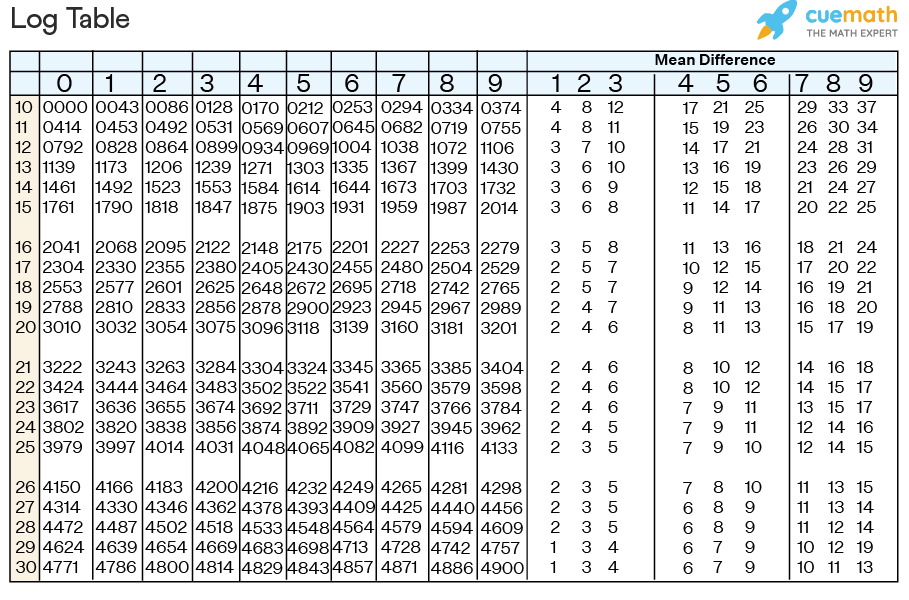 Log Table
cuemath
THE MATH EXPERT
Mean Difference
0 1 2 3 4 5 6 7 8 9 1 2 3 4 5 6 7 8 9
10 0000 0043 0086 0128 0170 0212 0253 0294 0334 0374 4 8 12 17 21 25 29 33 37
11 0414 0453 0492 0531 0569 0607 0645 0682 0719 0755 4 8 11 15 19 23 26 30 34
12 0792 0828 0864 0899 0934 0969 1004 1038 1072 1106 3 7 10 14 17 21 24 28 31
13 1139 1173 1206 1239 1271 1303 1335 1367 1399 1430 3 6 10 13 16 19 23 26 29
14 1461 1492 1523 1553 1584 1614 1644 1673 1703 1732 3 6 9 12 15 18 21 24 27
15 1761 1790 1818 1847 1875 1903 1931 1959 1987 2014 3 6 8 11 14 17 20 22 25
16 2041 2068 2095 2122 2148 2175 2201 2227 2253 2279 3 5 8 11 13 16 18 21 24
17 2304 2330 2355 2380 2405 2430 2455 2480 2504 2529 2 5 7 10 12 15 17 20 22
18 2553 2577 2601 2625 2648 2672 2695 2718 2742 2765 2 5 7 9 12 14 16 19 21
19 2788 2810 2833 2856 2878 2900 2923 2945 2967 2989 2 4 7 9 11 13 16 18 20
20 3010 3032 3054 3075 3096 3118 3139 3160 3181 3201 2 4 6 8 11 13 15 17 19
21 3222 3243 3263 3284 3304 3324 3345 3365 3385 3404 2 4 6 8 10 12 14 16 18
22 3424 3444 3464 3483 3502 3522 3541 3560 3579 3598 2 4 6 8 10 12 14 15 17
23 3617 3636 3655 3674 3692 3711 3729 3747 3766 3784 2 4 6 7 9 11 13 15 17
24 3802 3820 3838 3856 3874 3892 3909 3927 3945 3962 2 4 5 7 9 11 12 14 16
25 3979 3997 4014 4031 4048 4065 4082 4099 4116 4133 2 3 5 7 9 10 12 14 15
26 4150 4166 4183 4200 4216 4232 4249 4265 4281 4298 2 3 5 7 8 10 11 13 15
27 4314 4330 4346 4362 4378 4393 4409 4425 4440 4456 2 3 5 6 8 9 11 13 14
28 4472 4487 4502 4518 4533 4548 4564 4579 4594 4609 2 3 5 6 8 9 11 12 14
29 4624 4639 4654 4669 4683 4698 4713 4728 4742 4757 1 3 4 6 7 9 10 12 19
30 4771 4786 4800 4814 4829 4843 4857 4871 4886 4900 1 3 4 6 7 9 10 11 13